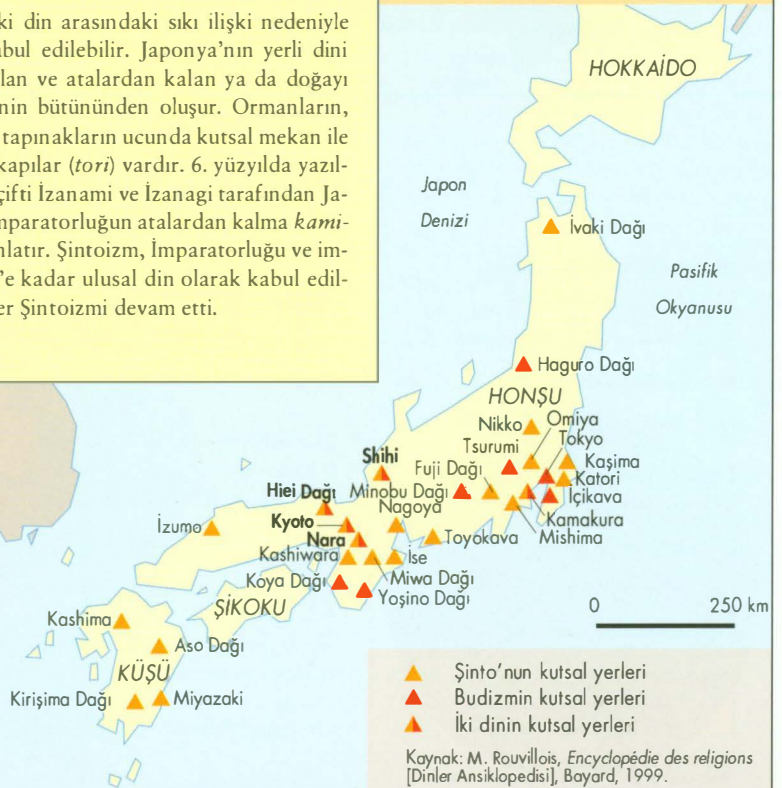 ki din arasındaki sıkı ilişki nedeniyle
bul edilebilir. Japonya’nın yerli dini
lan ve atalardan kalan ya da doğayı
nin bütününden oluşur. Ormanların,
tapınakların ucunda kutsal mekan ile
kapılar (tori) vardır. 6. yüzyılda yazıl-
çifti İzanami ve İzanagi tarafından Ja-
mparatorluğun atalardan kalma kami-
nlatır. Şintoizm, İmparatorluğu ve im-
’e kadar ulusal din olarak kabul edil-
er Şintoizmi devam etti.
HOKKAİDO
Japon
Denizi
İvaki Dağı
Pasifik
Okyanusu
Haguro Dağı
HONŞU
Nikko
Omiya
Tsurumi
Tokyo
Shihi
Fuji Dağı
Kaşima
Katori
Hiei Dağı
Minobu Dağı
İçikava
Nagoya
Kamakura
İzumo
Kyoto
Nara
Toyokava
Mishima
Kashiwara
İse
Koya Dağı
Miwa Dağı
Yoşino Dağı
ŞİKOKU
Kashima
Aso Dağı
KÜŞÜ
Kirişima Dağı
Miyazaki
0 250 km
Şinto’nun kutsal yerleri
Budizmin kutsal yerleri
İki dinin kutsal yerleri
Kaynak: M. Rouvillois, Encyclopédie des religions
[Dinler Ansiklopedisi], Bayard, 1999.